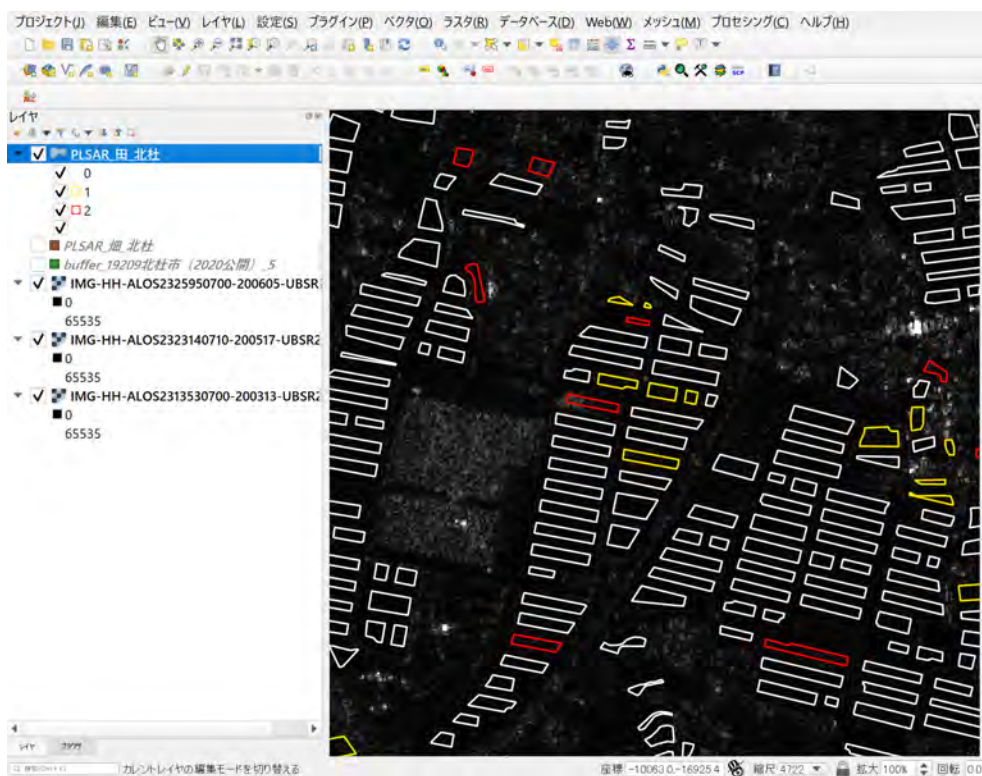 プロジェクト(J) 編集(E) ビュー(V) レイヤ(L) 設定(S) プラグイン(P) ベクタ(O) ラスタ(R) データベース(D) Web(W) メッシュ(M) プロセシング(C) ヘルプ(H)
レイヤ
PLSAR_田_北杜
0
1
2
PLSAR_畑_北杜
buffer_19209北杜市（2020公開）_5
IMG-HH-ALOS2325950700-200605-UBSR
0
65535
IMG-HH-ALOS2323140710-200517-UBSR2
0
65535
IMG-HH-ALOS2313530700-200313-UBSR2
0
65535
レイヤ
カレントレイヤの編集モードを切り替える 座標 -10063.0,-16925.4 縮尺 4722 拡大 100% 回転 0.0